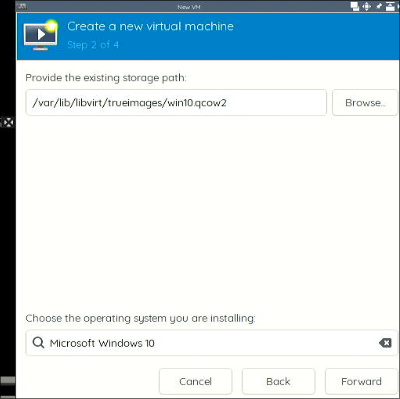 New VM
Create a new virtual machine
Step 2 of 4
Provide the existing storage path:
/var/lib/libvirt/trueimages/win10.qcow2
Browse...
Choose the operating system you are installing:
Microsoft Windows 10
Cancel
Back
Forward